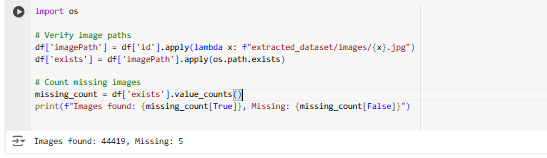 import os
# Verify image paths
df['imagePath'] = df['id'].apply(lambda x: f"extracted_dataset/images/{x}.jpg")
df['exists'] = df['imagePath'].apply(os.path.exists)
# Count missing images
missing_count = df['exists'].value_counts()
print(f"Images found: {missing_count[True]}, Missing: {missing_count[False]}")
Images found: 44419, Missing: 5